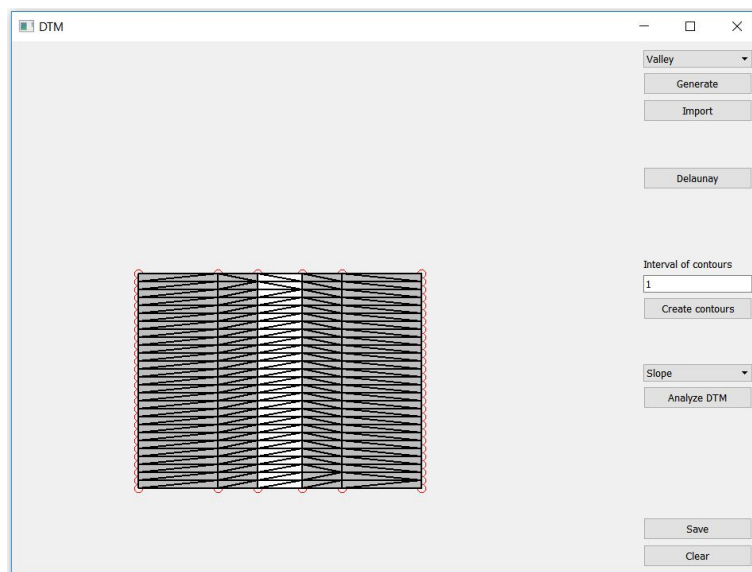 DTM
Valley
Generate
Import
Delaunay
Interval of contours
1
Create contours
Slope
Analyze DTM
Save
Clear